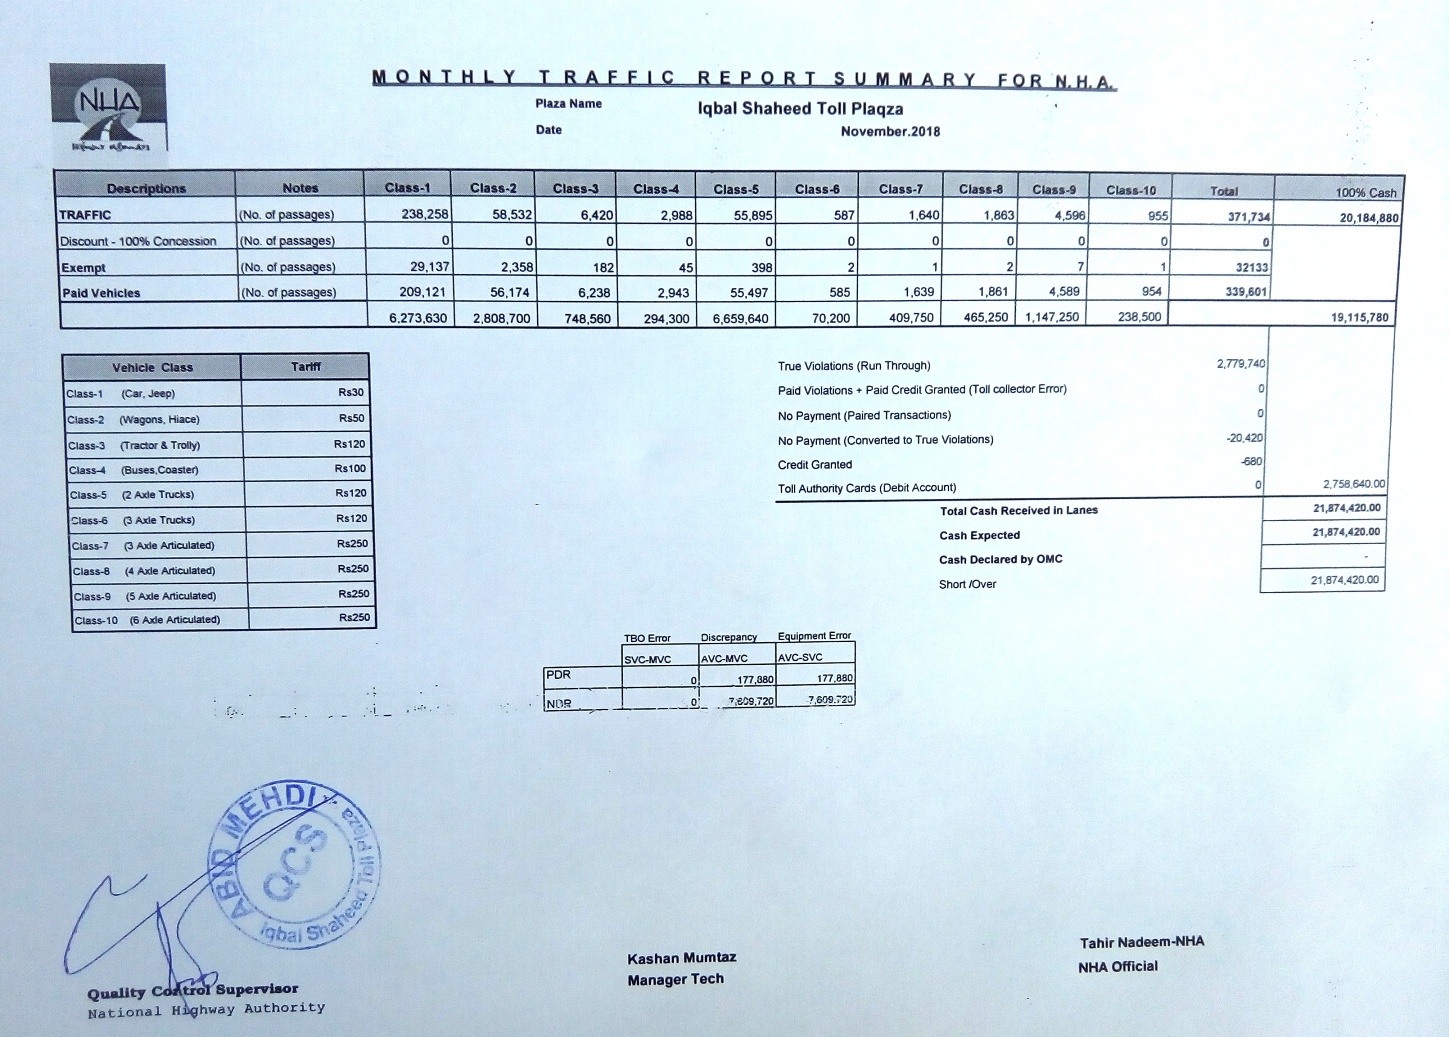 NHA
MONTHLY TRAFFIC REPORT SUMMARY FOR N.H.A.
Plaza Name Iqbal Shaheed Toll Plaqza
Date November.2018
Descriptions Notes Class-1 Class-2 Class-3 Class-4 Class-5 Class-6 Class-7 Class-8 Class-9 Class-10 Total 100% Cash
TRAFFIC (No. of passages) 238,258 58,532 6,420 2,988 55,895 587 1,640 1,863 4,596 955 371,734 20,184,880
Discount - 100% Concession (No. of passages) 0 0 0 0 0 0 0 0 0 0 0
Exempt (No. of passages) 29,137 2,358 182 45 398 2 1 2 7 1 32133
Paid Vehicles (No. of passages) 209,121 56,174 6,238 2,943 55,497 585 1,639 1,861 4,589 954 339,601
6,273,630 2,808,700 748,560 294,300 6,659,640 70,200 409,750 465,250 1,147,250 238,500 19,115,780
Vehicle Class Tariff
Class-1 (Car, Jeep) Rs30
Class-2 (Wagons, Hiace) Rs50
Class-3 (Tractor & Trolly) Rs120
Class-4 (Buses,Coaster) Rs100
Class-5 (2 Axle Trucks) Rs120
Class-6 (3 Axle Trucks) Rs120
Class-7 (3 Axle Articulated) Rs250
Class-8 (4 Axle Articulated) Rs250
Class-9 (5 Axle Articulated) Rs250
Class-10 (6 Axle Articulated) Rs250
True Violations (Run Through) 2,779,740
Paid Violations + Paid Credit Granted (Toll collector Error) 0
No Payment (Paired Transactions) 0
No Payment (Converted to True Violations) -20,420
Credit Granted -680
Toll Authority Cards (Debit Account) 0 2,758,640.00
Total Cash Received in Lanes 21,874,420.00
Cash Expected 21,874,420.00
Cash Declared by OMC -
Short /Over 21,874,420.00
TBO Error Discrepancy Equipment Error
SVC-MVC AVC-MVC AVC-SVC
PDR 0 177,880 177,880
NDR 0 7,609,720 7,609,720
ABID MEHDI
QCS
Iqbal Shaheed Toll Plaza
Quality Control Supervisor
National Highway Authority
Kashan Mumtaz
Manager Tech
Tahir Nadeem-NHA
NHA Official